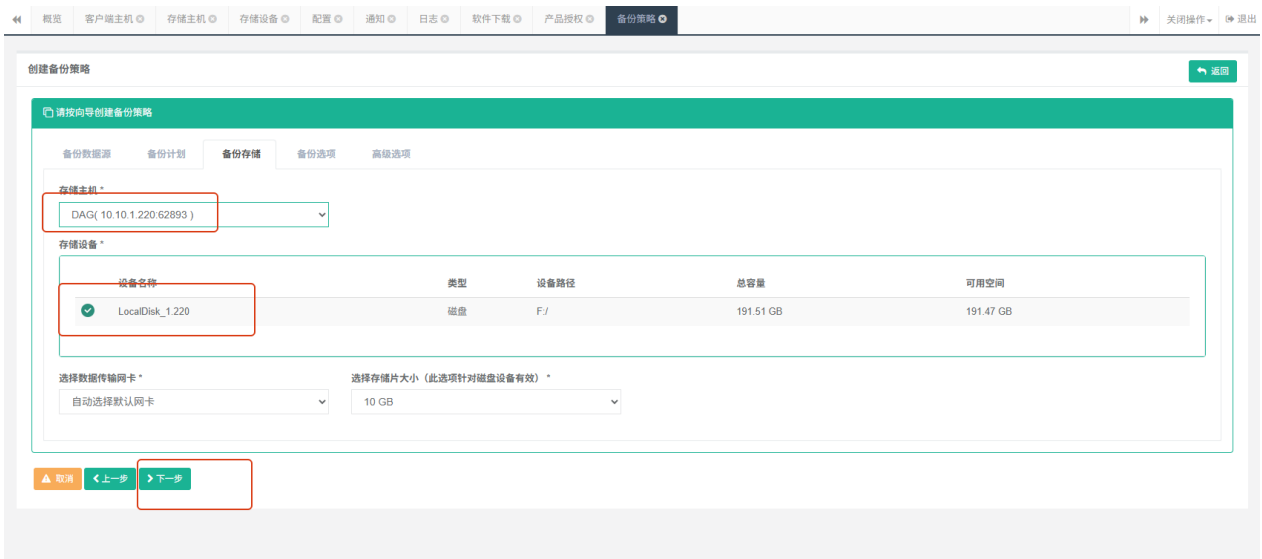 概览 客户端主机 存储主机 存储设备 配置 通知 日志 软件下载 产品授权 备份策略 关闭操作 退出
创建备份策略 返回
请按向导创建备份策略
备份数据源 备份计划 备份存储 备份选项 高级选项
存储主机 *
DAG( 10.10.1.220:62893 )
存储设备 *
设备名称 类型 设备路径 总容量 可用空间
LocalDisk_1.220 磁盘 F:/ 191.51 GB 191.47 GB
选择数据传输网卡 * 选择存储片大小（此选项针对磁盘设备有效） *
自动选择默认网卡 10 GB
取消 上一步 下一步